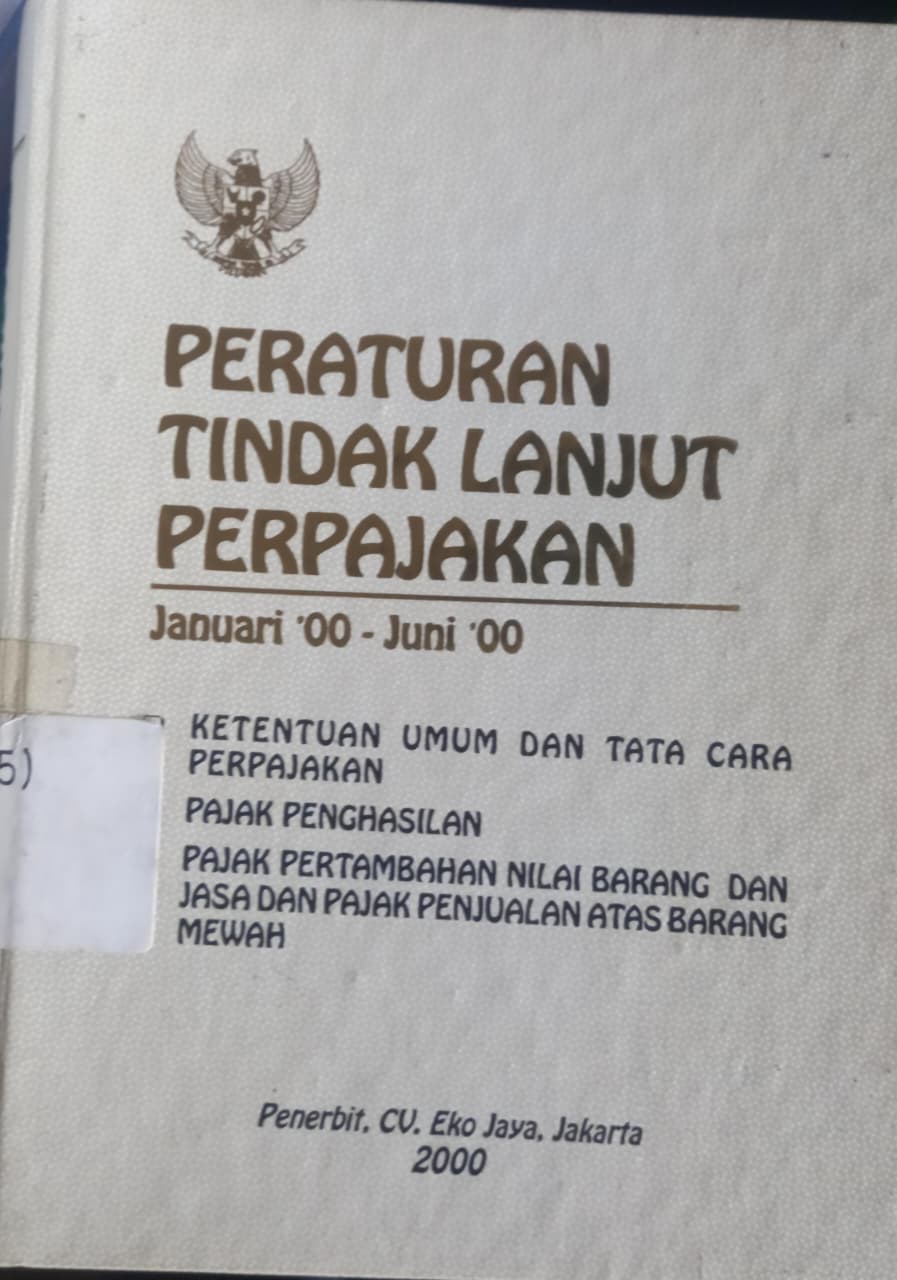 PERATURAN
TINDAK LANJUT
PERPAJAKAN
Januari '00 - Juni '00
5)
KETENTUAN UMUM DAN TATA CARA
PERPAJAKAN
PAJAK PENGHASILAN
PAJAK PERTAMBAHAN NILAI BARANG DAN
JASA DAN PAJAK PENJUALAN ATAS BARANG
MEWAH
Penerbit, CV. Eko Jaya, Jakarta
2000